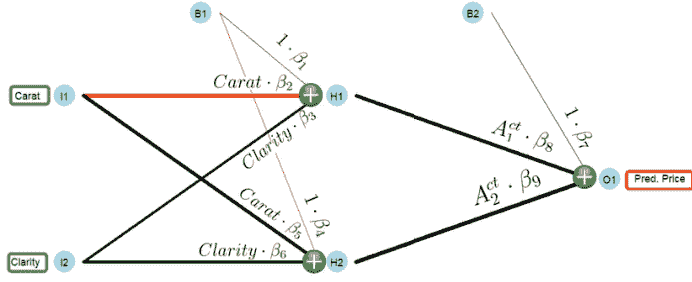 B1
B2
1 · β₁
Carat
I1
Carat · β₂
H1
Clarity · β₃
A₁ᶜᵗ · β₈
1 · β₇
O1
Pred. Price
Carat · β₅
1 · β₄
A₂ᶜᵗ · β₉
Clarity
I2
Clarity · β₆
H2